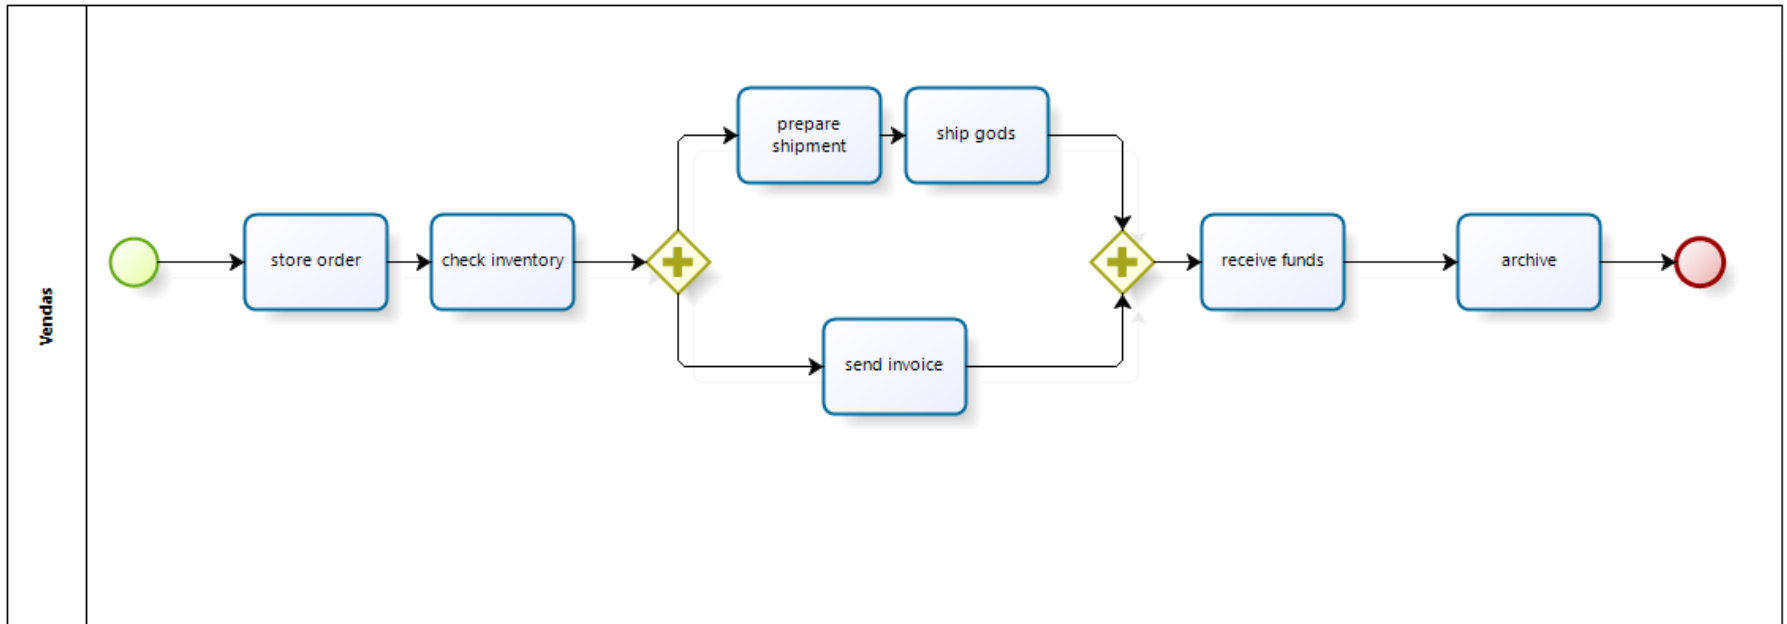 Vendas
store order
check inventory
prepare
shipment
ship gods
send invoice
receive funds
archive